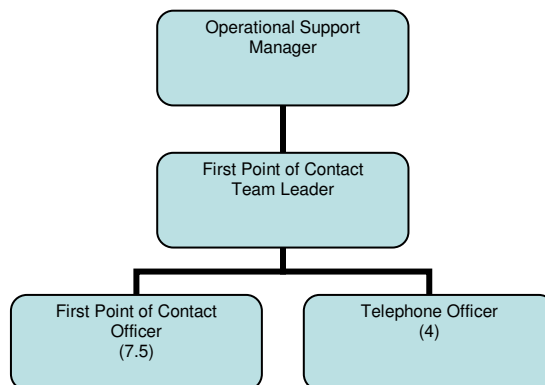 Operational Support
Manager
First Point of Contact
Team Leader
First Point of Contact
Officer
(7.5)
Telephone Officer
(4)